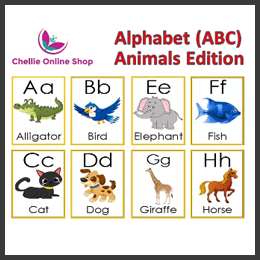 Chellie Online Shop
Alphabet (ABC)
Animals Edition
Aa
Alligator
Bb
Bird
Ee
Elephant
Ff
Fish
Cc
Cat
Dd
Dog
Gg
Giraffe
Hh
Horse